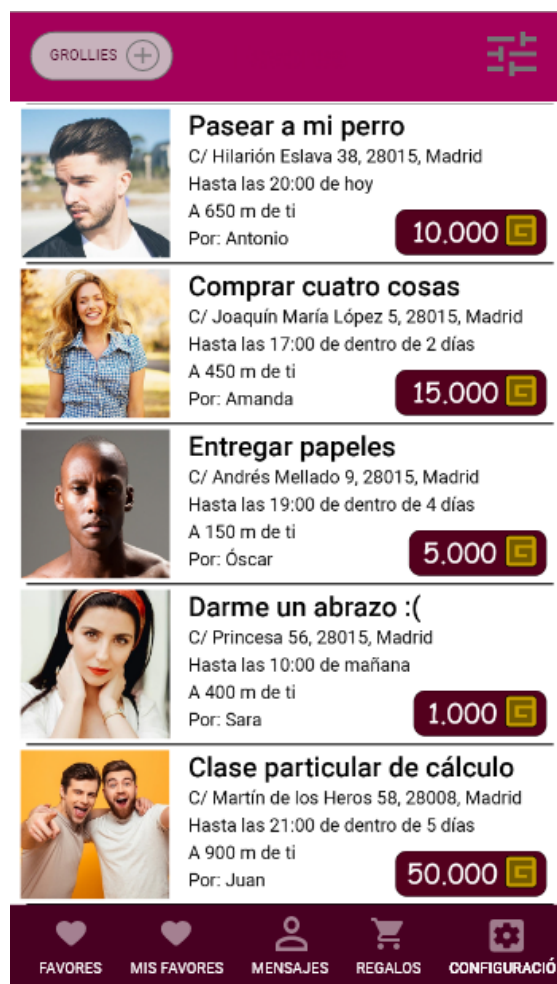 GROLLIES
Pasear a mi perro
C/ Hilarión Eslava 38, 28015, Madrid
Hasta las 20:00 de hoy
A 650 m de ti
Por: Antonio
10.000 G
Comprar cuatro cosas
C/ Joaquín María López 5, 28015, Madrid
Hasta las 17:00 de dentro de 2 días
A 450 m de ti
Por: Amanda
15.000 G
Entregar papeles
C/ Andrés Mellado 9, 28015, Madrid
Hasta las 19:00 de dentro de 4 días
A 150 m de ti
Por: Óscar
5.000 G
Darme un abrazo :(
C/ Princesa 56, 28015, Madrid
Hasta las 10:00 de mañana
A 400 m de ti
Por: Sara
1.000 G
Clase particular de cálculo
C/ Martín de los Heros 58, 28008, Madrid
Hasta las 21:00 de dentro de 5 días
A 900 m de ti
Por: Juan
50.000 G
FAVORES MIS FAVORES MENSAJES REGALOS CONFIGURACIÓ